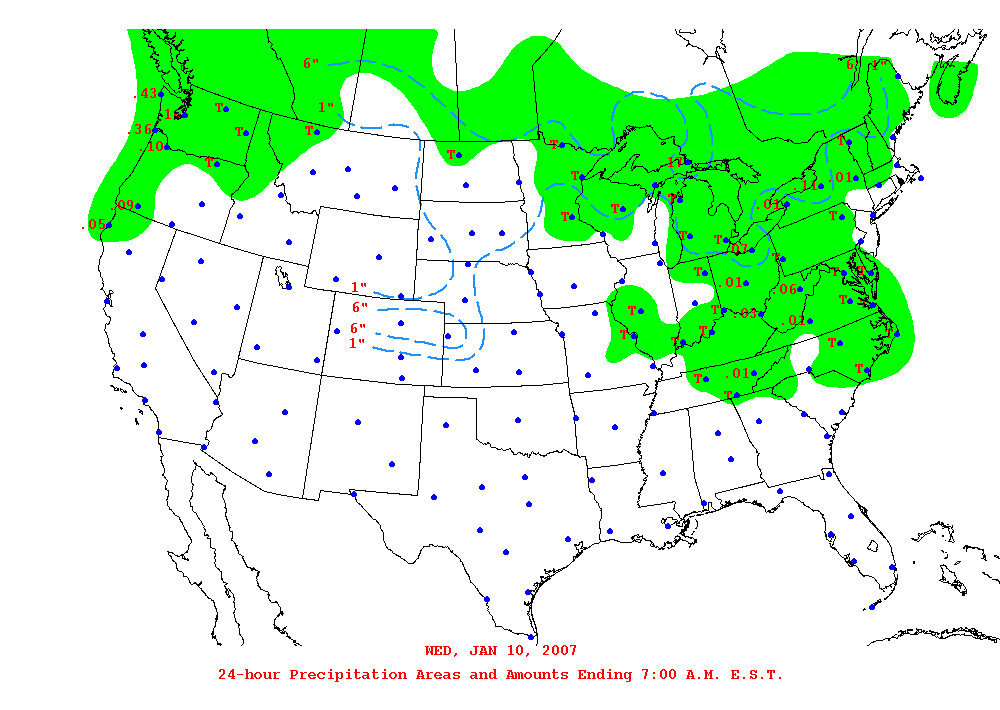 6"
6" 1"
.43
1"
.15
T
.36
T
T
.10
T
T
T
T
.17
T
.11
.01
.09
T
T
T
.01
T
.05
T
T
.07
T
T
.01
.06
T
T
1"
6"
T
T
.03
T
.01
6"
T
T
T
T
T
1"
T
.01
T
T
WED, JAN 10, 2007
24-hour Precipitation Areas and Amounts Ending 7:00 A.M. E.S.T.